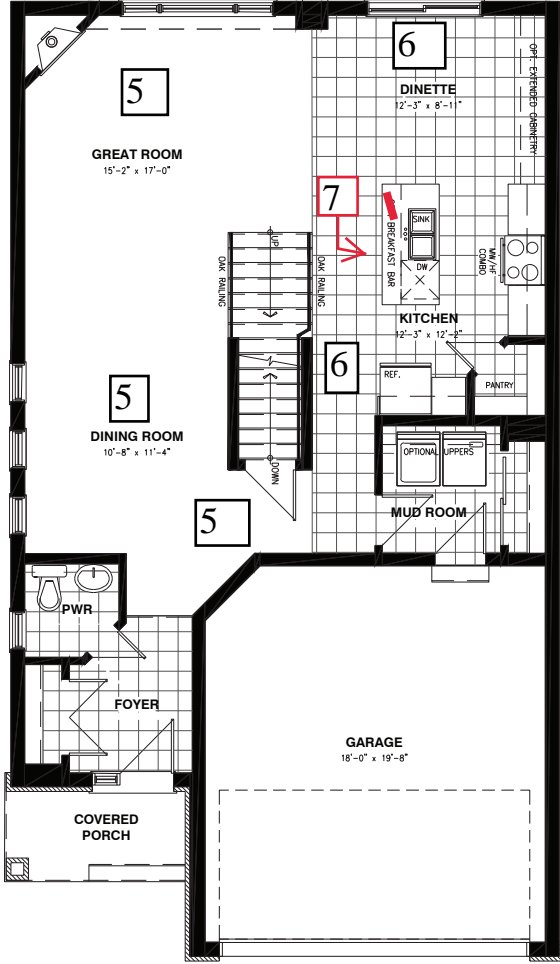 6
DINETTE
12'-3" x 8'-11"
OPT. EXTENDED CABINETRY
5
GREAT ROOM
15'-2" x 17'-0"
7
SINK
BREAKFAST BAR
DW
MW/HF
COMBO
UP
OAK RAILING
OAK RAILING
KITCHEN
12'-3" x 12'-2"
6
REF.
PANTRY
5
DINING ROOM
10'-8" x 11'-4"
DOWN
OPTIONAL UPPERS
5
MUD ROOM
PWR
FOYER
GARAGE
18'-0" x 19'-8"
COVERED
PORCH